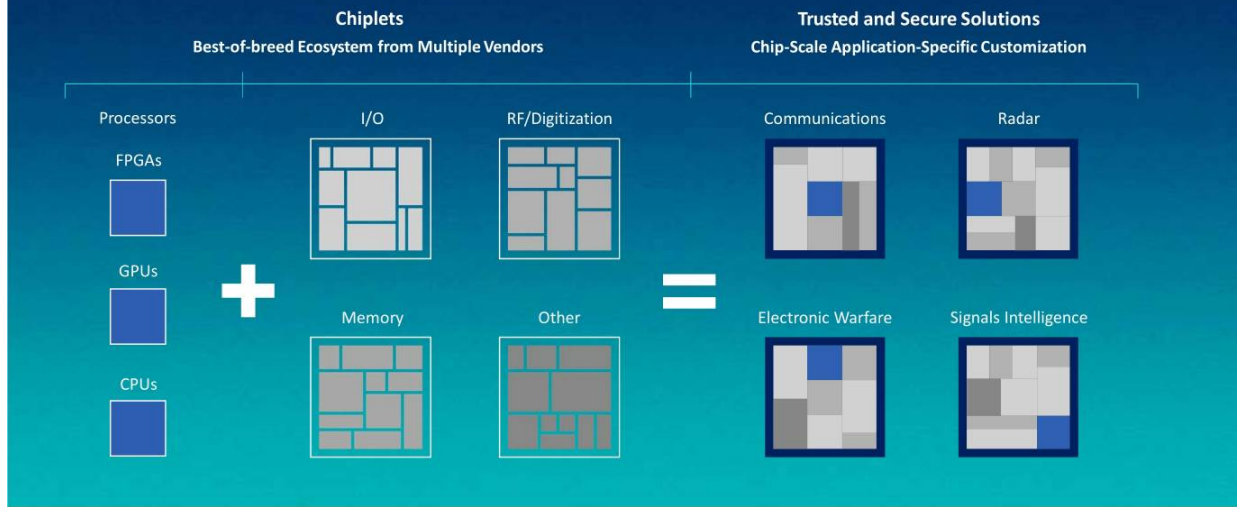 Chiplets
Best-of-breed Ecosystem from Multiple Vendors
Trusted and Secure Solutions
Chip-Scale Application-Specific Customization
Processors
FPGAs
GPUs
CPUs
I/O
RF/Digitization
Memory
Other
Communications
Radar
Electronic Warfare
Signals Intelligence